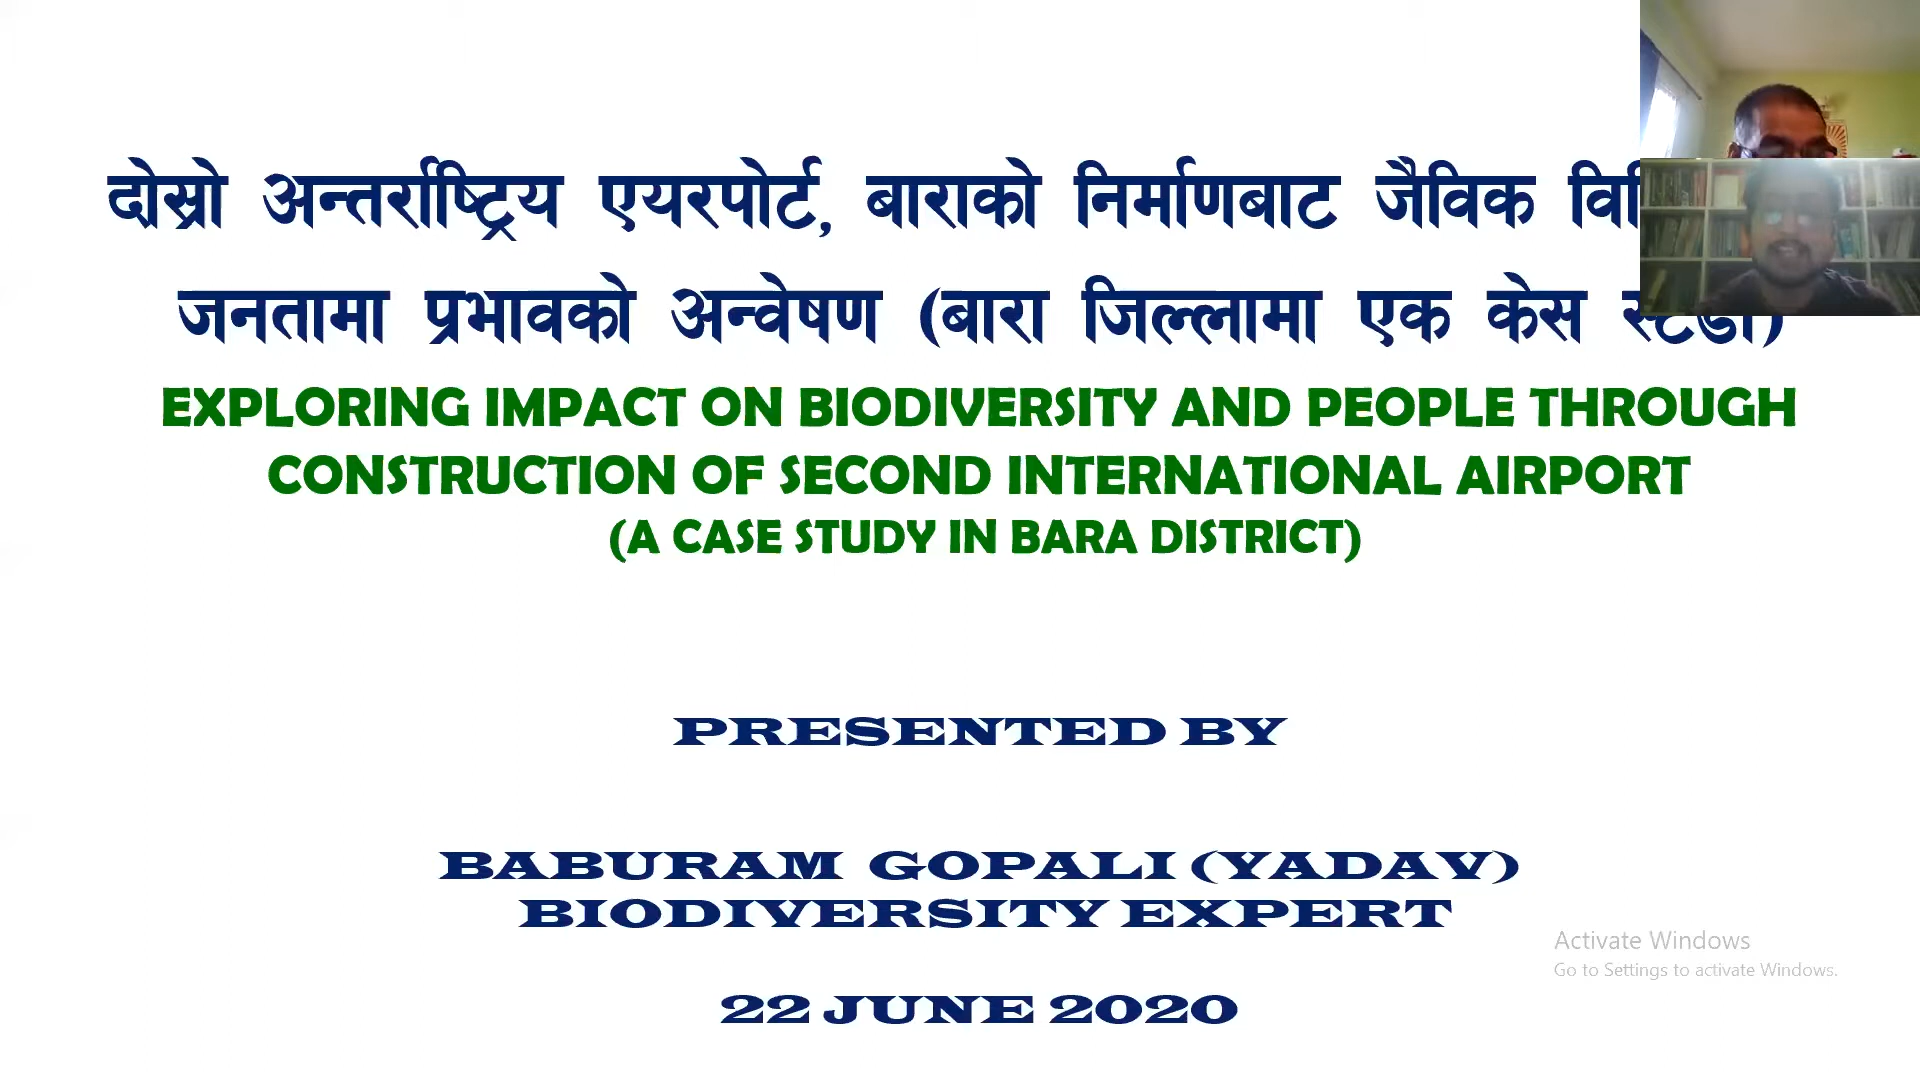 दोस्रो अन्तर्राष्ट्रिय एयरपोर्ट, बाराको निर्माणबाट जैविक
जनतामा प्रभावको अन्वेषण (बारा जिल्लामा एक केस स्टडी)
EXPLORING IMPACT ON BIODIVERSITY AND PEOPLE THROUGH
CONSTRUCTION OF SECOND INTERNATIONAL AIRPORT
(A CASE STUDY IN BARA DISTRICT)
PRESENTED BY
BABURAM GOPALI (YADAV)
BIODIVERSITY EXPERT
Activate Windows
Go to Settings to activate Windows.
22 JUNE 2020